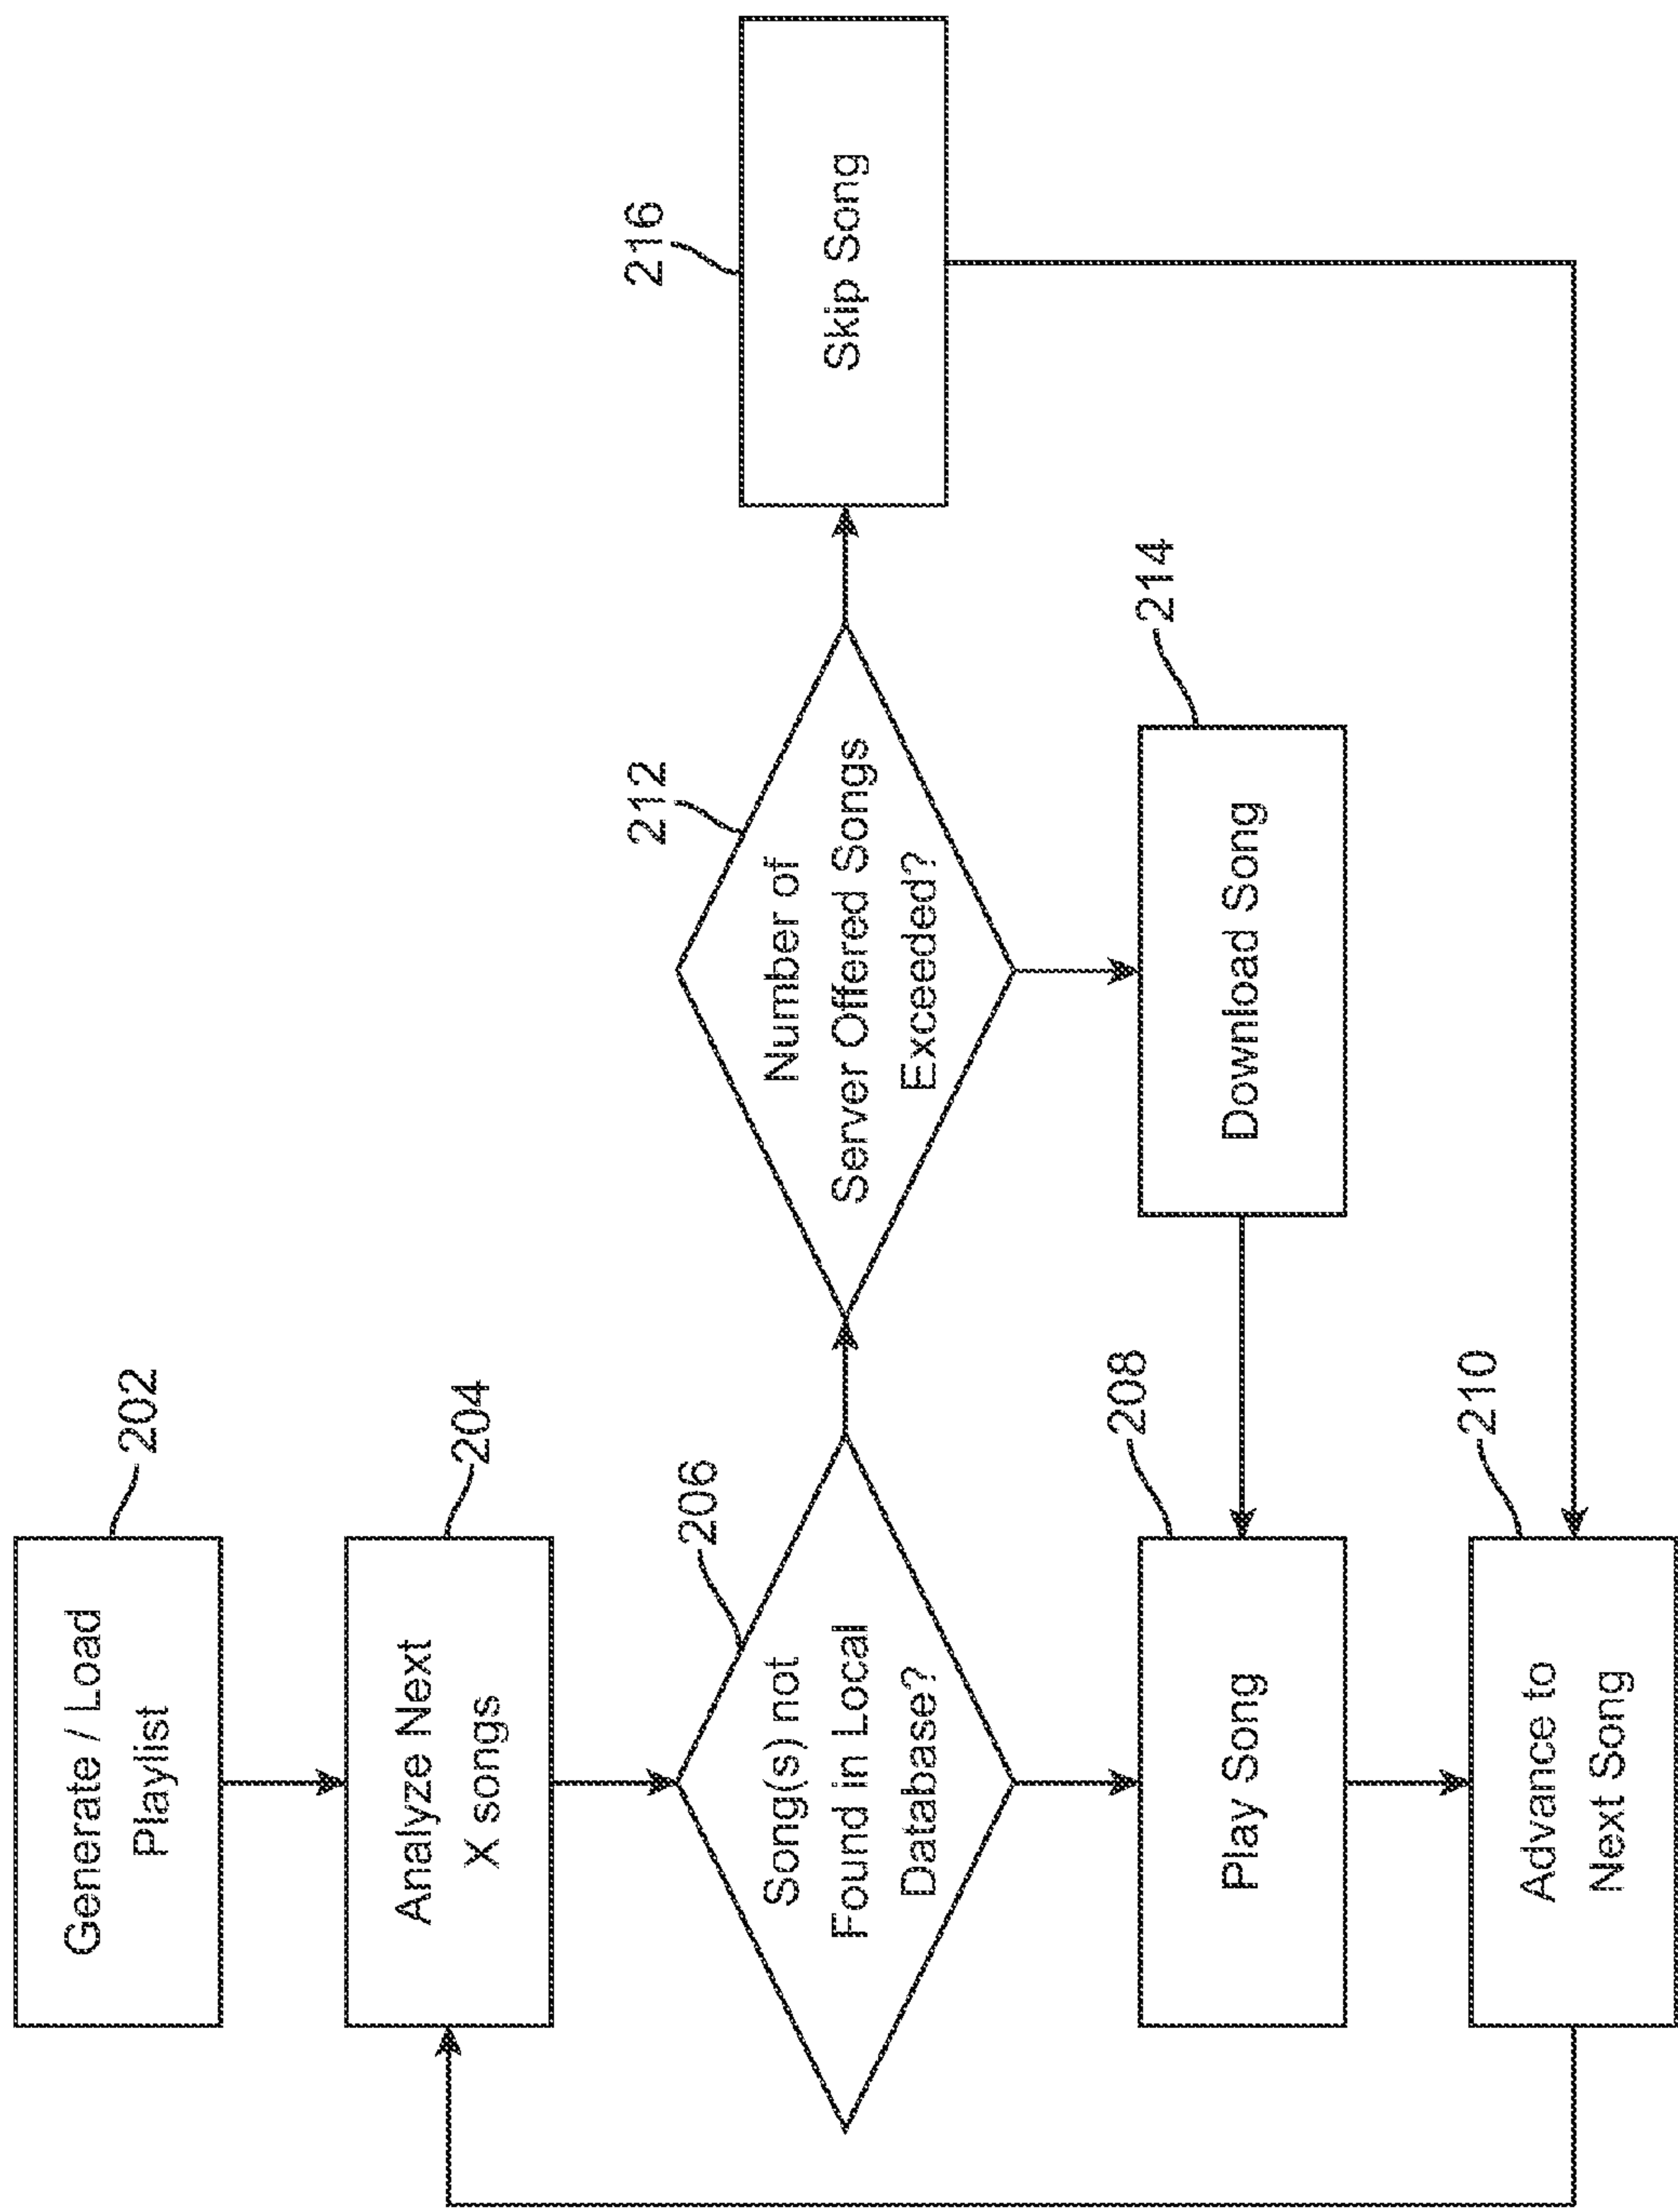 202
Generate / Load
Playlist
204
Analyze Next
X songs
206
Song(s) not
Found in Local
Database?
208
Play Song
210
Advance to
Next Song
212
Number of
Server Offered Songs
Exceeded?
214
Download Song
216
Skip Song